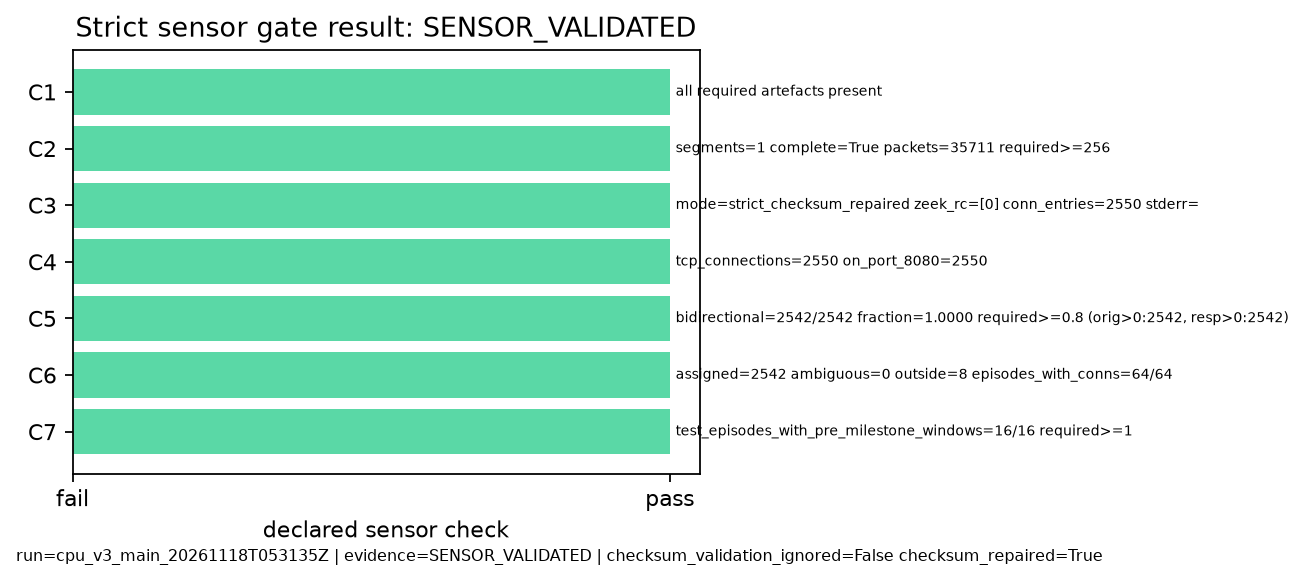 Strict sensor gate result: SENSOR_VALIDATED
C1 all required artefacts present
C2 segments=1 complete=True packets=35711 required>=256
C3 mode=strict_checksum_repaired zeek_rc=[0] conn_entries=2550 stderr=
C4 tcp_connections=2550 on_port_8080=2550
C5 bidirectional=2542/2542 fraction=1.0000 required>=0.8 (orig>0:2542, resp>0:2542)
C6 assigned=2542 ambiguous=0 outside=8 episodes_with_conns=64/64
C7 test_episodes_with_pre_milestone_windows=16/16 required>=1
fail pass
declared sensor check
run=cpu_v3_main_20261118T053135Z | evidence=SENSOR_VALIDATED | checksum_validation_ignored=False checksum_repaired=True